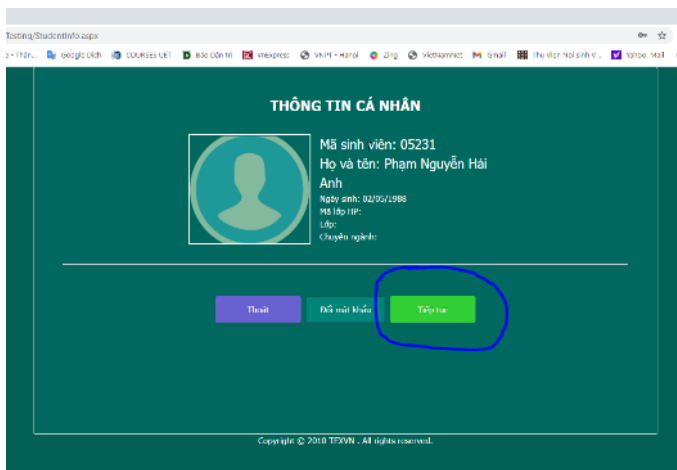 Testing/StudentInfo.aspx
Google Dịch COURSES UET Báo Dân trí VnExpress VNPT - Hanoi Zing VietNamNet Gmail Yahoo Mail
THÔNG TIN CÁ NHÂN
Mã sinh viên: 05231
Họ và tên: Phạm Nguyễn Hải
Anh
Ngày sinh: 02/05/1988
Mã lớp HP:
Lớp:
Chuyên ngành:
Thoát Đổi mật khẩu Tiếp tục
Copyright © 2010 TEXVN . All rights reserved.